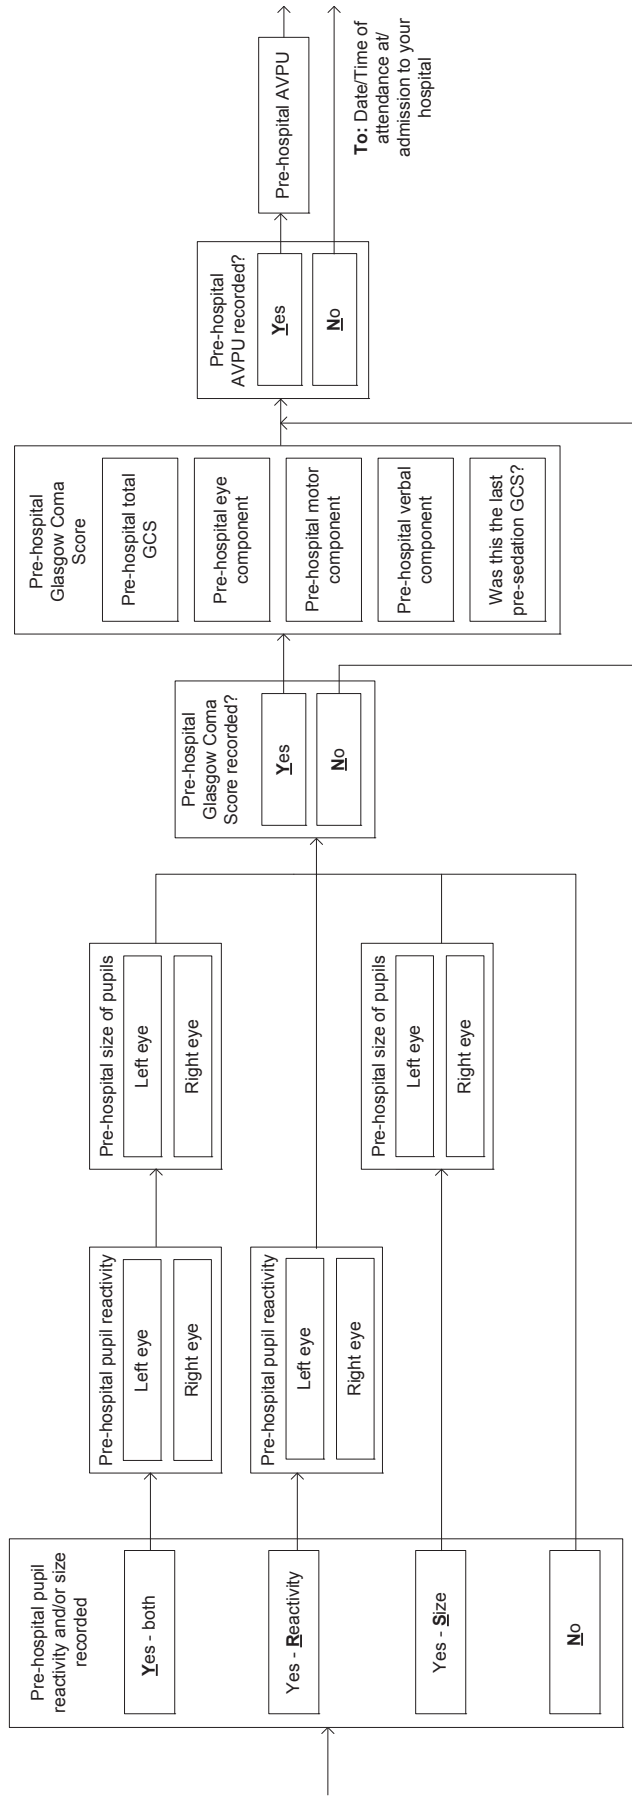 Pre-hospital pupil
reactivity and/or size
recorded
Yes - both
Yes - Reactivity
Yes - Size
No
Pre-hospital pupil reactivity
Left eye
Right eye
Pre-hospital pupil reactivity
Left eye
Right eye
Pre-hospital size of pupils
Left eye
Right eye
Pre-hospital size of pupils
Left eye
Right eye
Pre-hospital
Glasgow Coma
Score recorded?
Yes
No
Pre-hospital
Glasgow Coma
Score
Pre-hospital total
GCS
Pre-hospital eye
component
Pre-hospital motor
component
Pre-hospital verbal
component
Was this the last
pre-sedation GCS?
Pre-hospital
AVPU recorded?
Yes
No
Pre-hospital AVPU
To: Date/Time of
attendance at/
admission to your
hospital